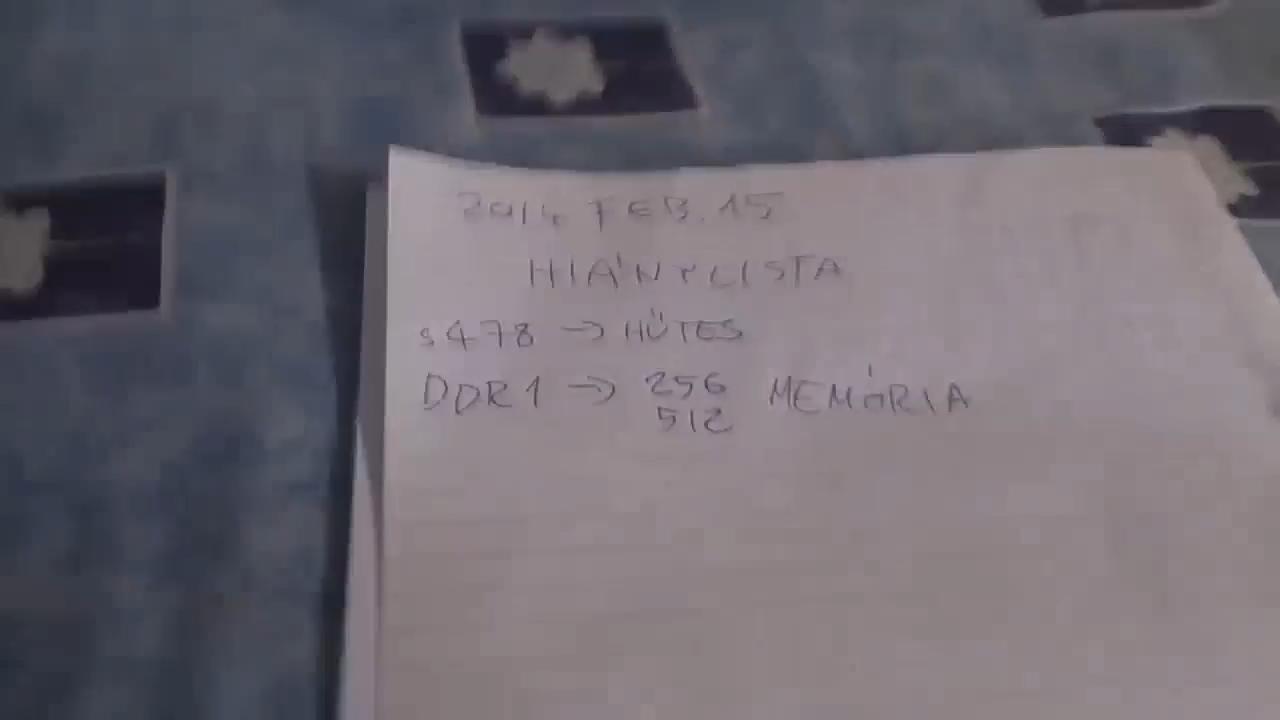 2014 FEB. 15
HIÁNYLISTA
s478 → HŰTES
DDR1 → 256 MEMÓRIA
512